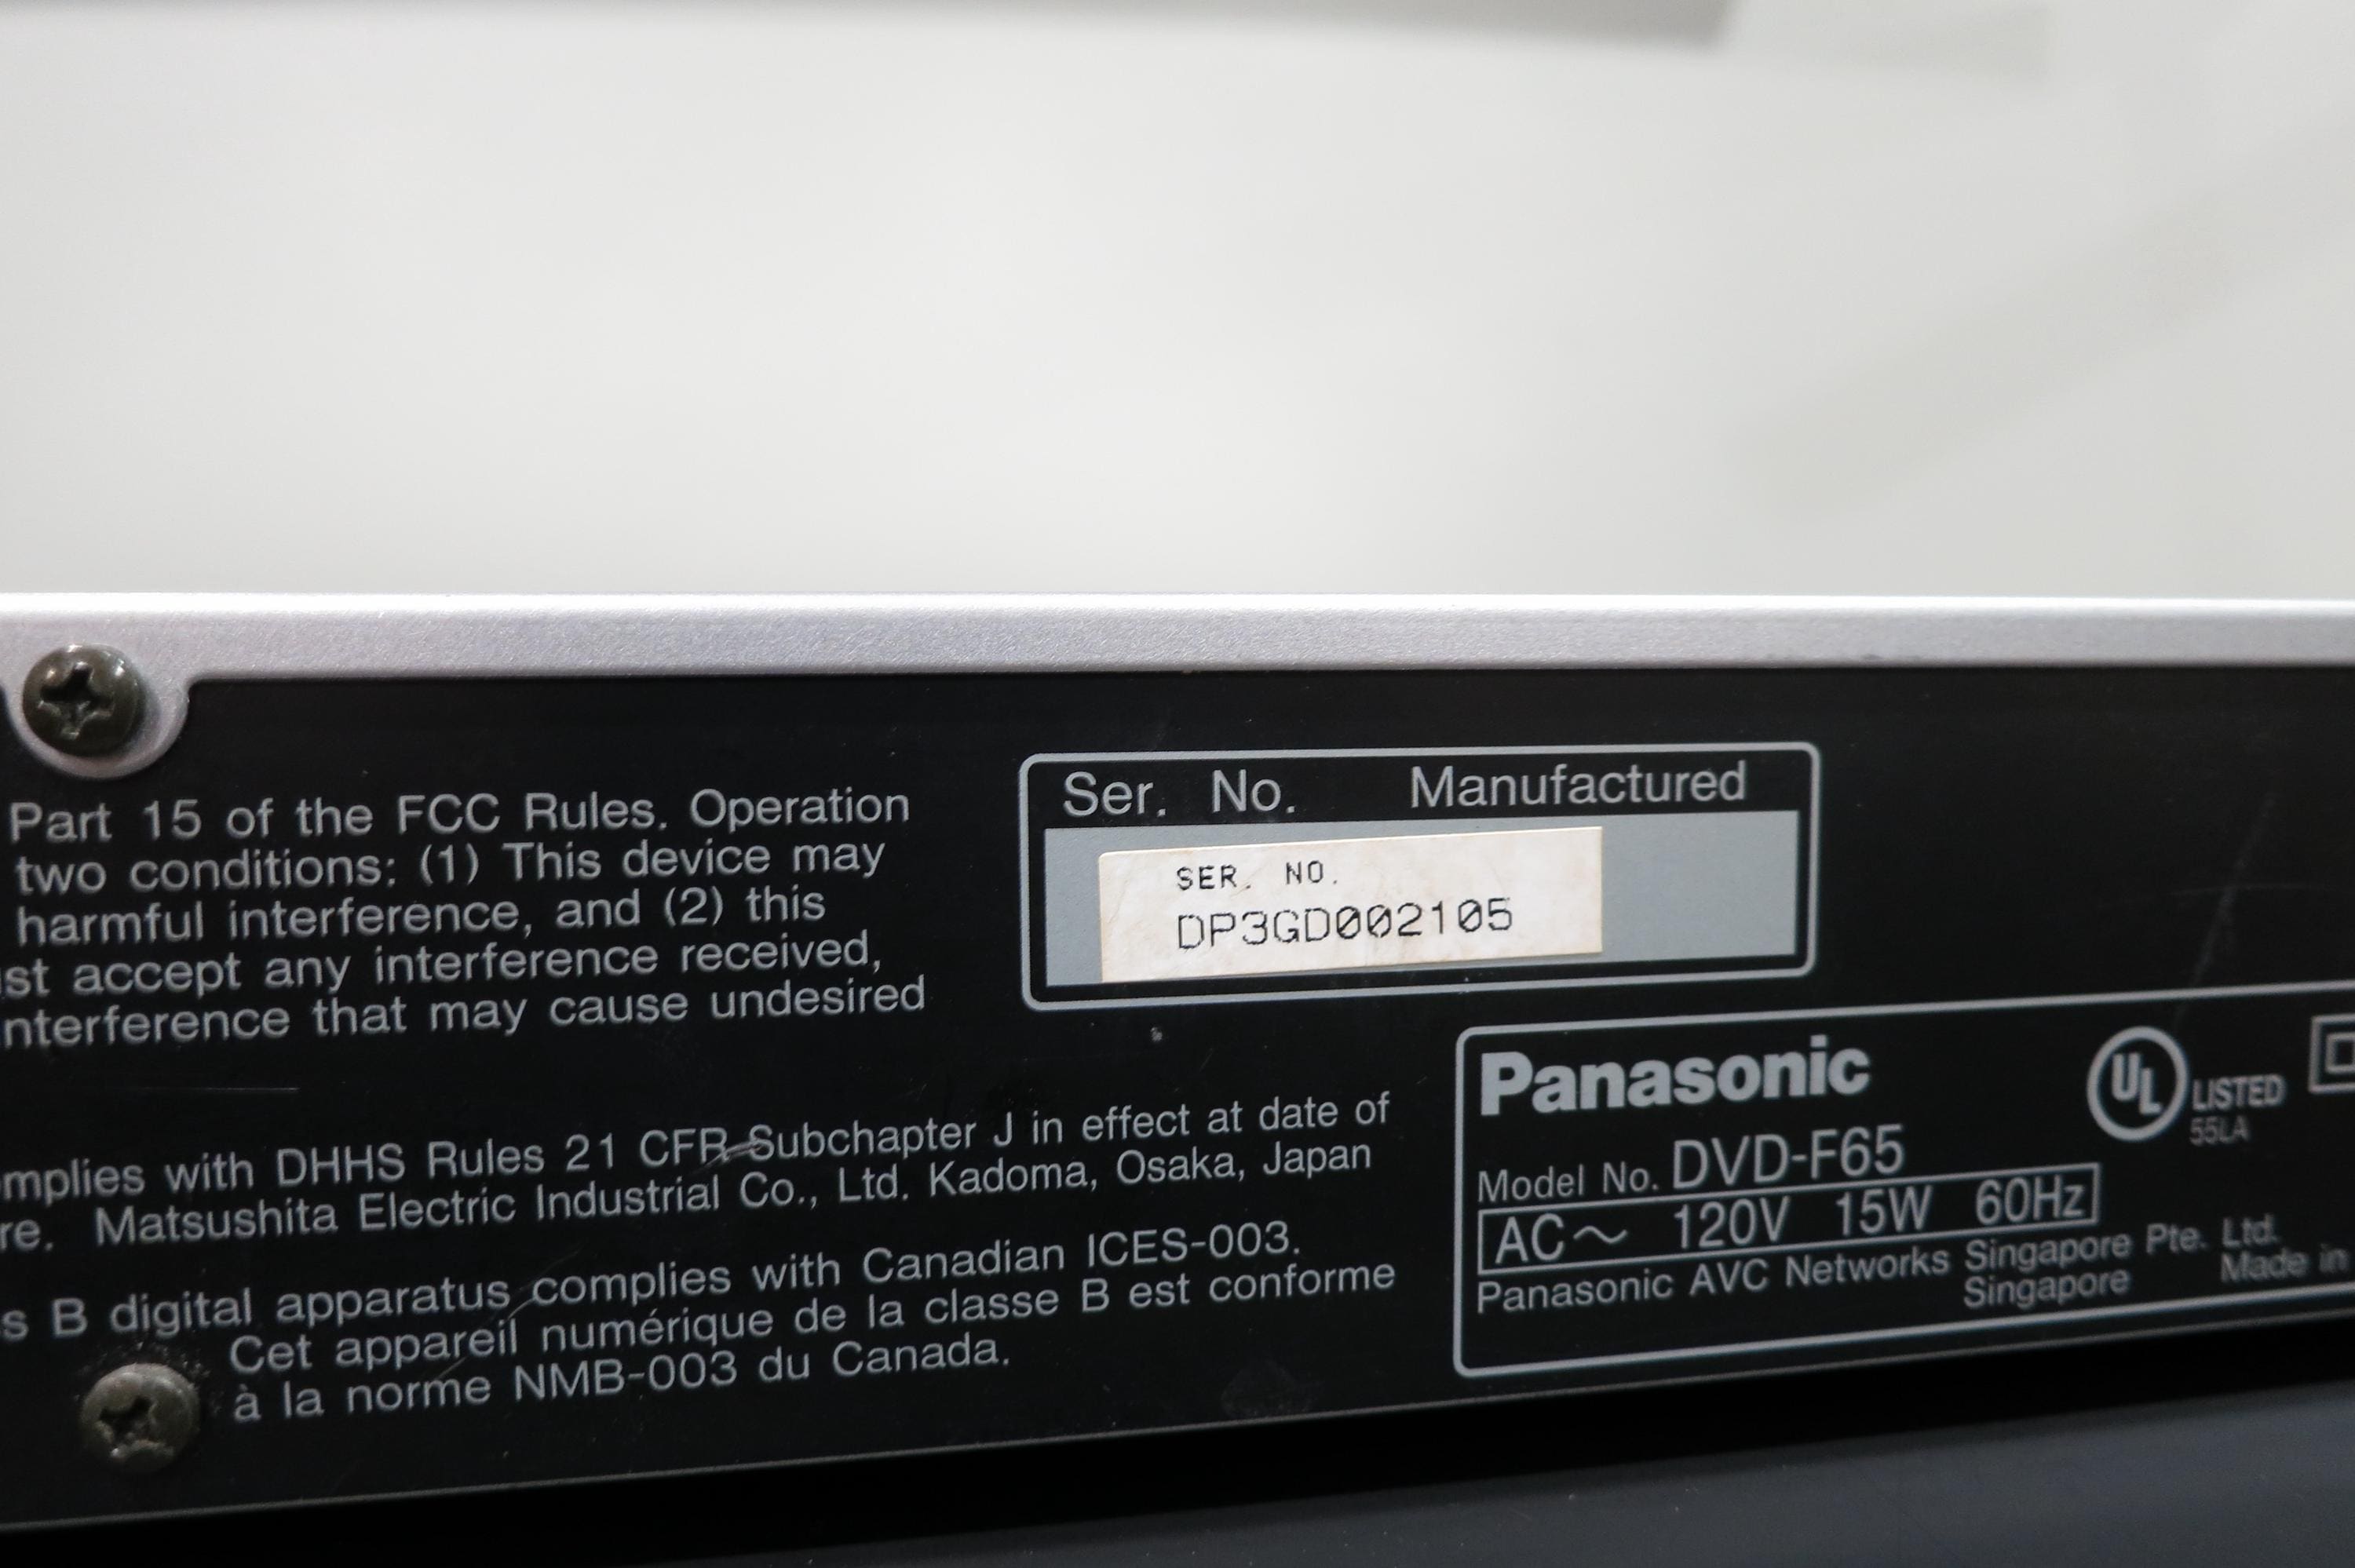 Part 15 of the FCC Rules. Operation
two conditions: (1) This device may
harmful interference, and (2) this
accept any interference received,
interference that may cause undesired
complies with DHHS Rules 21 CFR Subchapter J in effect at date of
re. Matsushita Electric Industrial Co., Ltd. Kadoma, Osaka, Japan
s B digital apparatus complies with Canadian ICES-003.
Cet appareil numérique de la classe B est conforme
à la norme NMB-003 du Canada.
Ser. No. Manufactured
SER. NO.
DP3GD002105
Panasonic
UL LISTED
55LA
Model No. DVD-F65
AC~ 120V 15W 60Hz
Panasonic AVC Networks Singapore Pte. Ltd.
Singapore Made in